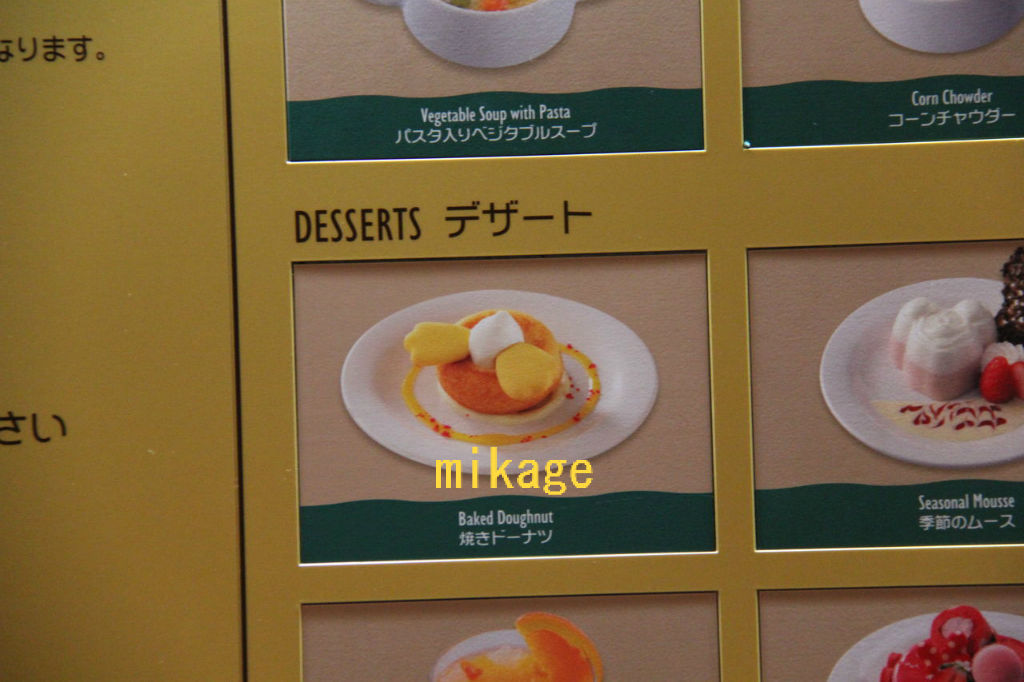 なります。
Vegetable Soup with Pasta
パスタ入りベジタブルスープ
Corn Chowder
コーンチャウダー
DESSERTS デザート
さい
mikage
Baked Doughnut
焼きドーナツ
Seasonal Mousse
季節のムース